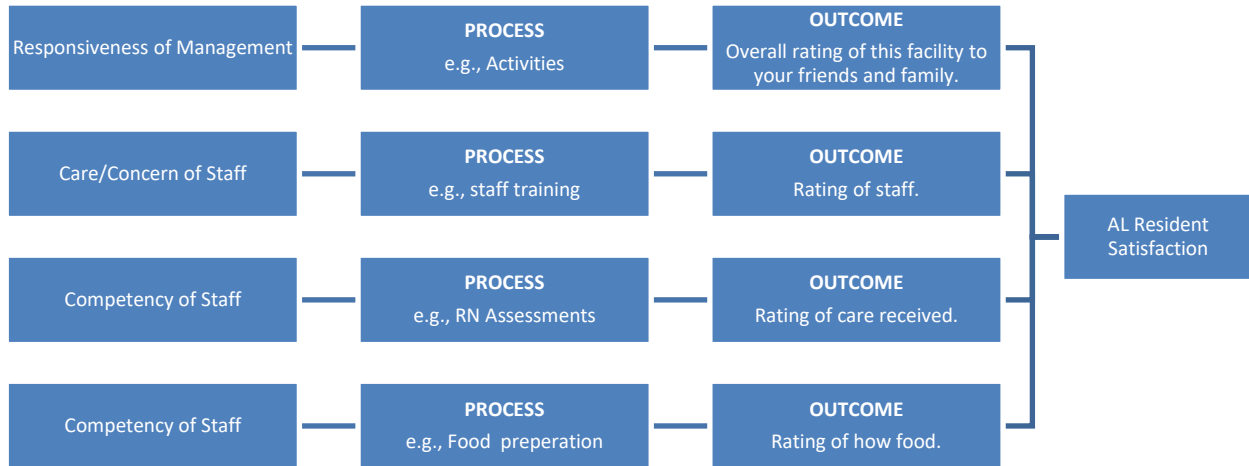 Responsiveness of Management
PROCESS
e.g., Activities
OUTCOME
Overall rating of this facility to
your friends and family.
Care/Concern of Staff
PROCESS
e.g., staff training
OUTCOME
Rating of staff.
AL Resident
Satisfaction
Competency of Staff
PROCESS
e.g., RN Assessments
OUTCOME
Rating of care received.
Competency of Staff
PROCESS
e.g., Food preperation
OUTCOME
Rating of how food.